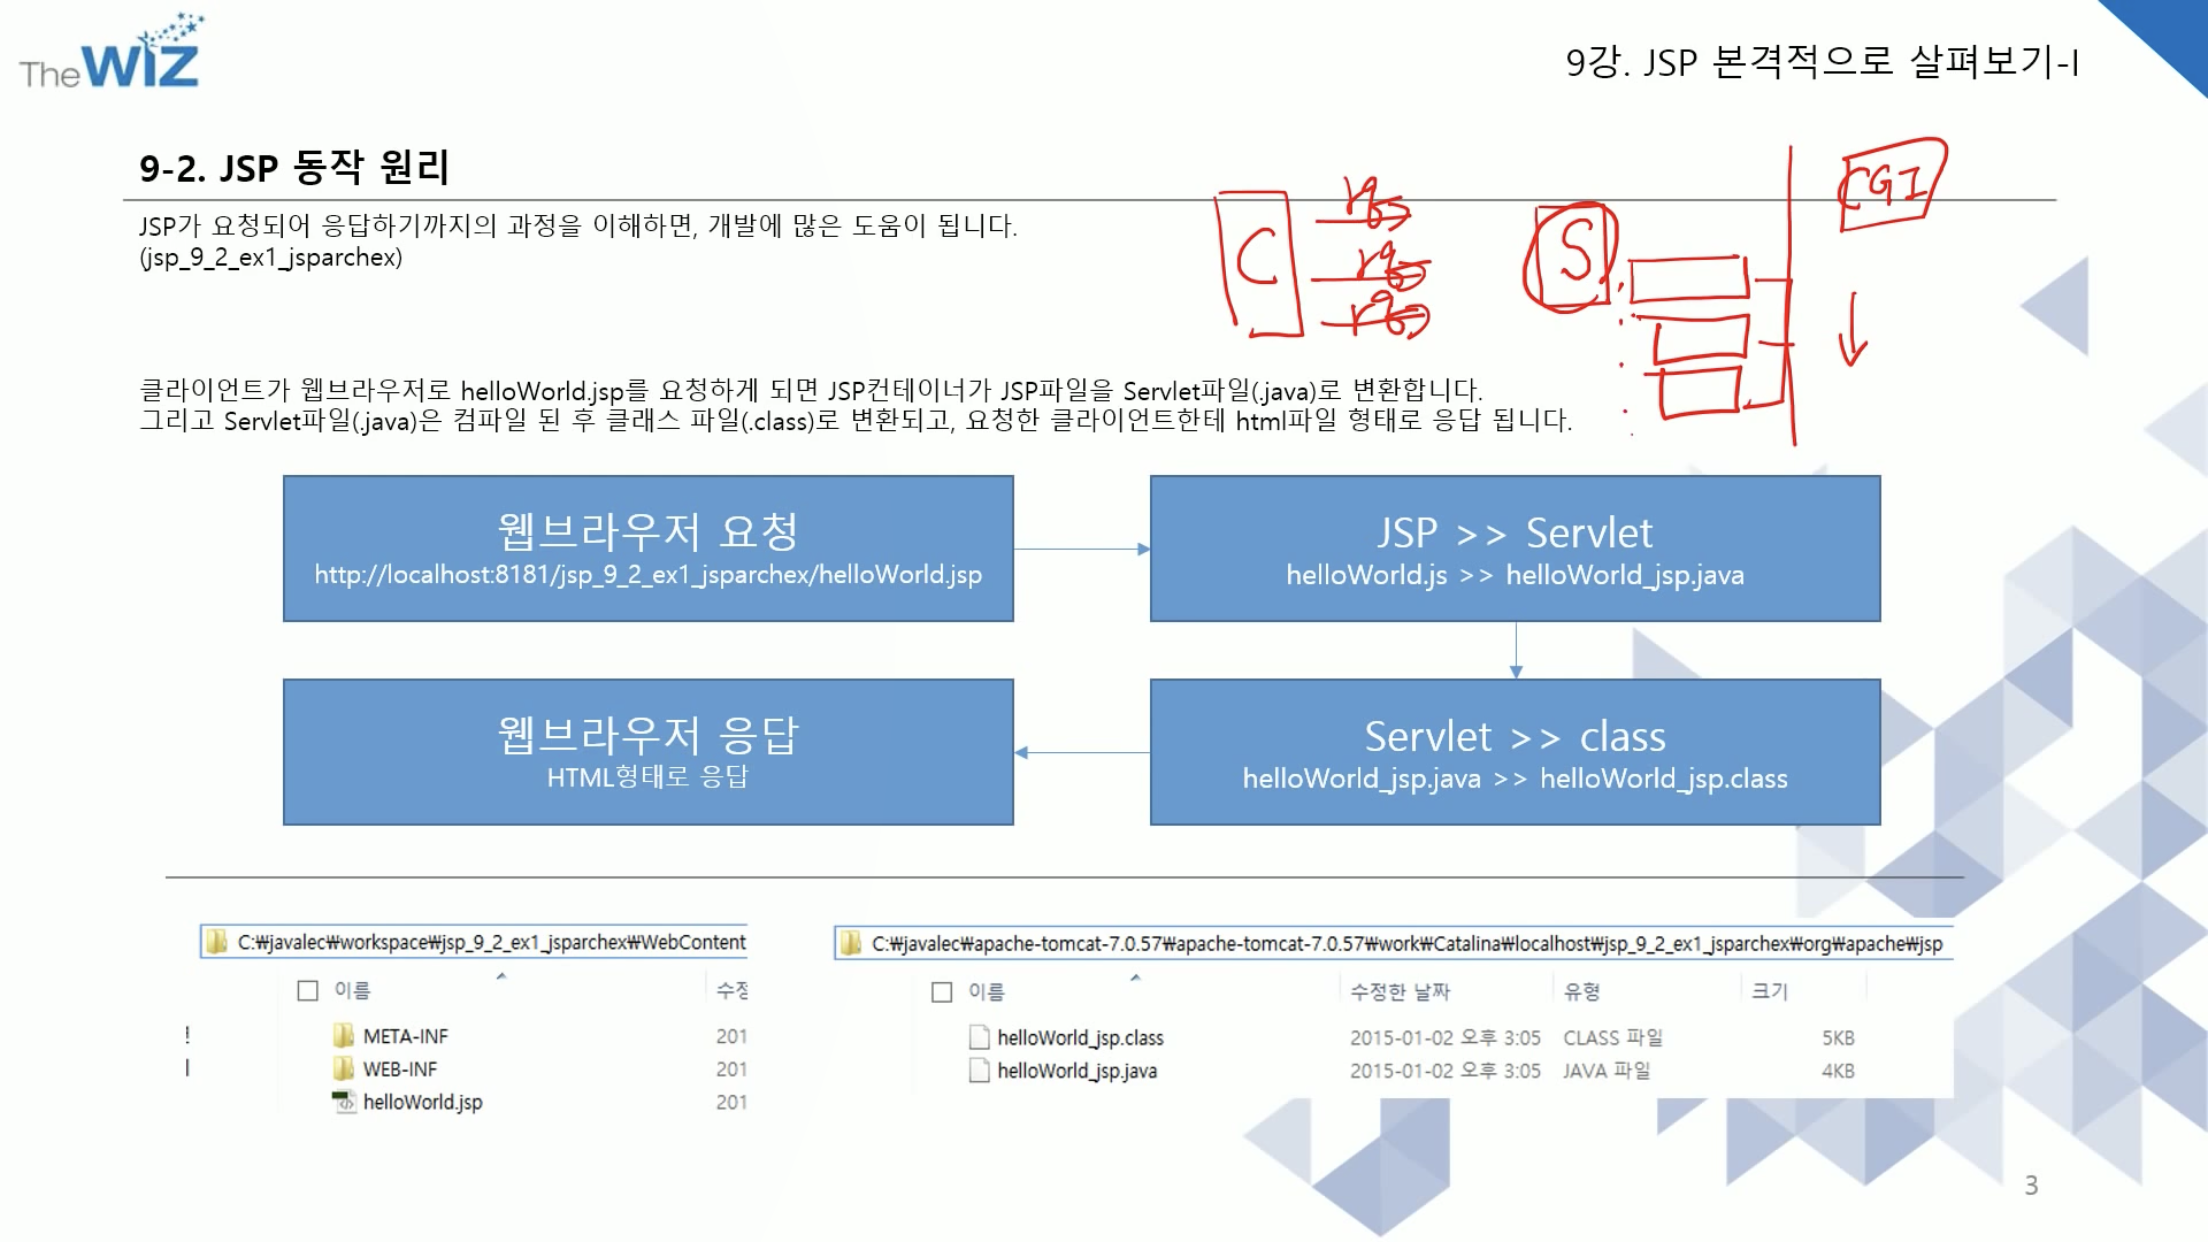 The WIZ
9강. JSP 본격적으로 살펴보기-I
9-2. JSP 동작 원리
JSP가 요청되어 응답하기까지의 과정을 이해하면, 개발에 많은 도움이 됩니다.
(jsp_9_2_ex1_jsparchex)
C
S
CGI
클라이언트가 웹브라우저로 helloWorld.jsp를 요청하게 되면 JSP컨테이너가 JSP파일을 Servlet파일(.java)로 변환합니다.
그리고 Servlet파일(.java)은 컴파일 된 후 클래스 파일(.class)로 변환되고, 요청한 클라이언트한테 html파일 형태로 응답 됩니다.
웹브라우저 요청
http://localhost:8181/jsp_9_2_ex1_jsparchex/helloWorld.jsp
JSP >> Servlet
helloWorld.js >> helloWorld_jsp.java
웹브라우저 응답
HTML형태로 응답
Servlet >> class
helloWorld_jsp.java >> helloWorld_jsp.class
C:₩javalec₩workspace₩jsp_9_2_ex1_jsparchex₩WebContent
이름 수정
META-INF 201
WEB-INF 201
helloWorld.jsp 201
C:₩javalec₩apache-tomcat-7.0.57₩apache-tomcat-7.0.57₩work₩Catalina₩localhost₩jsp_9_2_ex1_jsparchex₩org₩apache₩jsp
이름 수정한 날짜 유형 크기
helloWorld_jsp.class 2015-01-02 오후 3:05 CLASS 파일 5KB
helloWorld_jsp.java 2015-01-02 오후 3:05 JAVA 파일 4KB
3